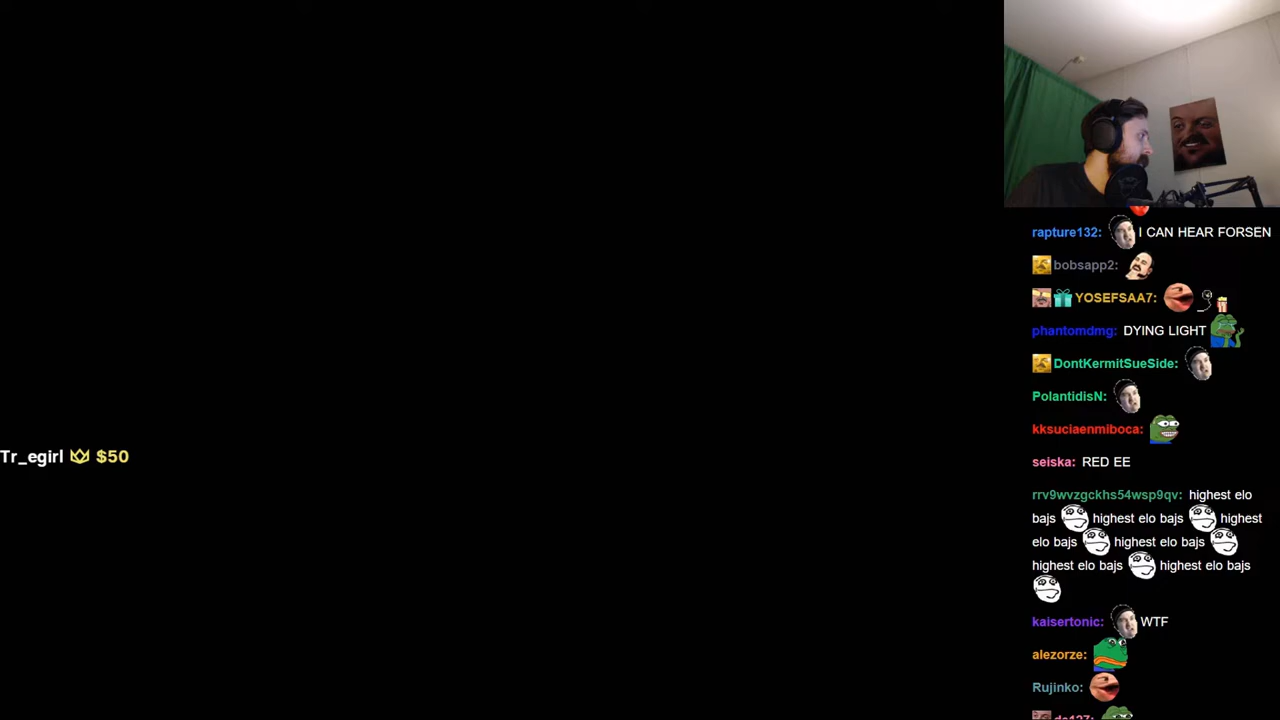 rapture132: I CAN HEAR FORSEN
bobsapp2:
YOSEFSAA7:
phantomdmg: DYING LIGHT
DontKermitSueSide:
PolantidisN:
kksuciaenmiboca:
Tr_egirl $50
seiska: RED EE
rrv9wvzgckhs54wsp9qv: highest elo
bajs highest elo bajs highest
elo bajs highest elo bajs
highest elo bajs highest elo bajs
kaisertonic: WTF
alezorze:
Rujinko: